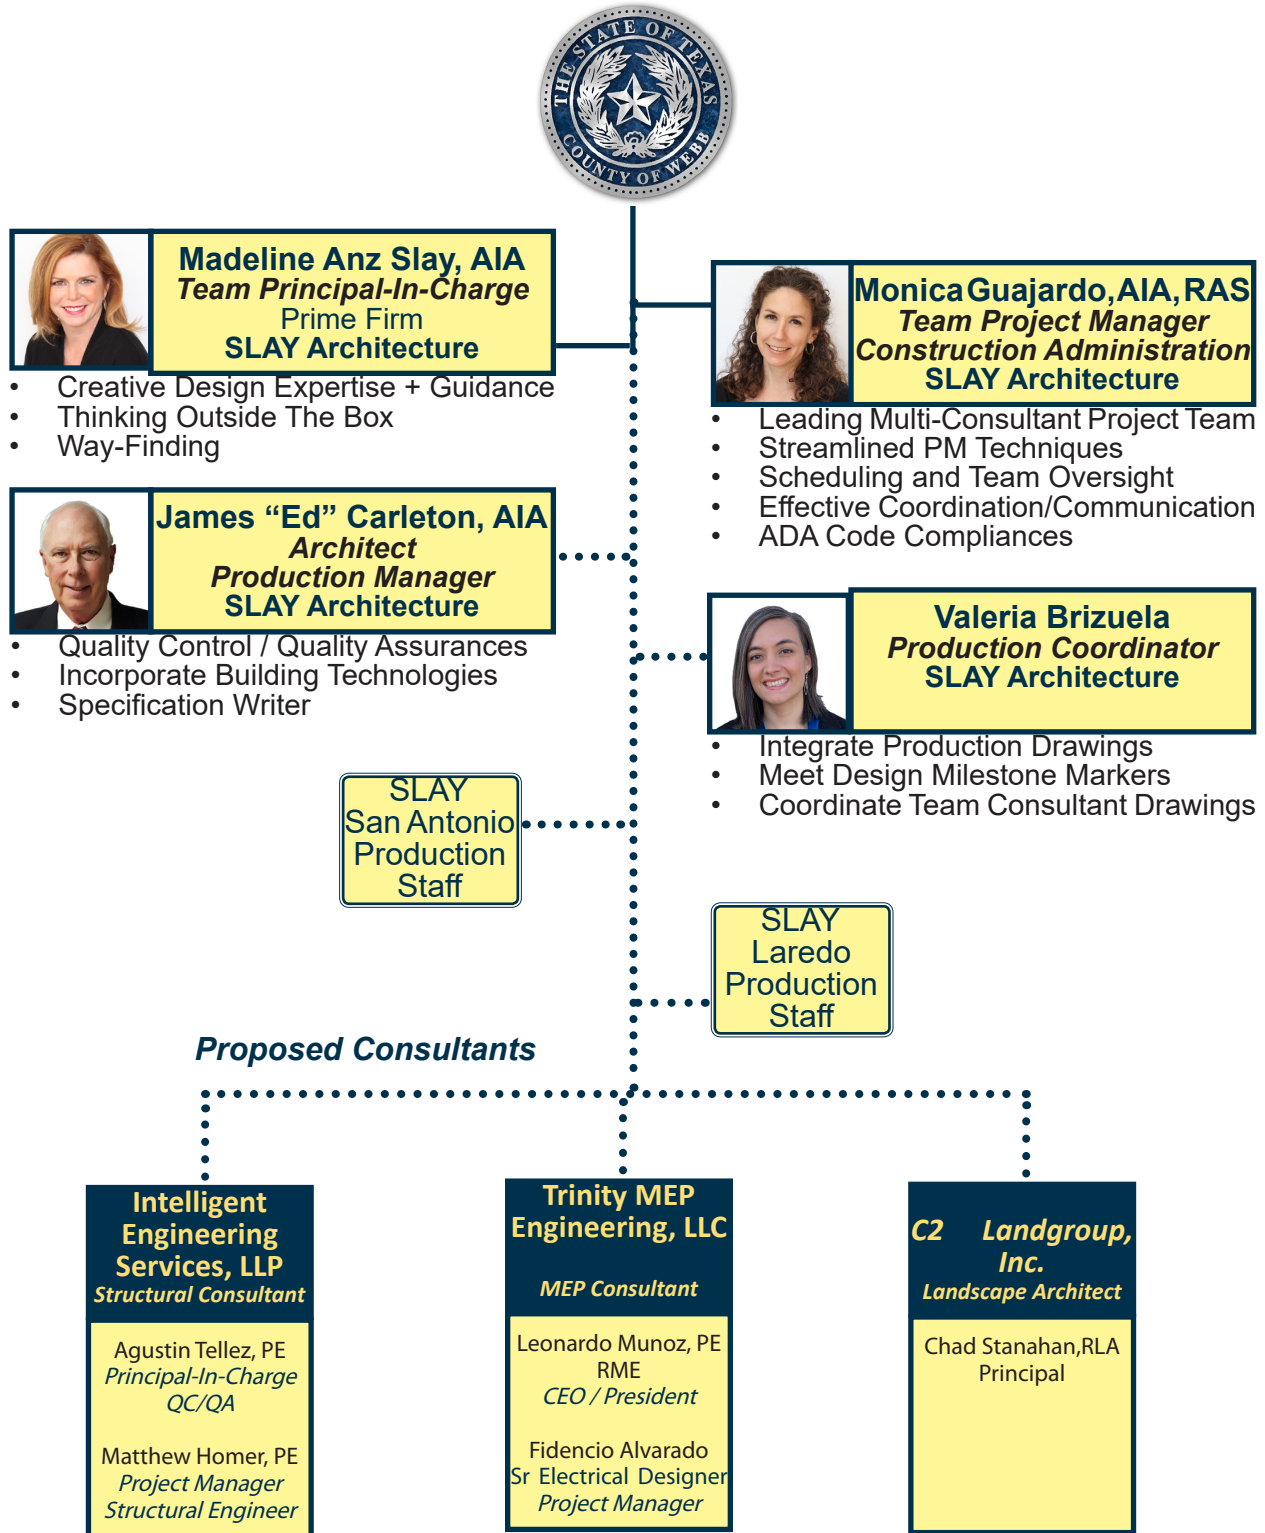 THE STATE OF TEXAS
COUNTY OF WEBB
Madeline Anz Slay, AIA
Team Principal-In-Charge
Prime Firm
SLAY Architecture
• Creative Design Expertise + Guidance
• Thinking Outside The Box
• Way-Finding
Monica Guajardo, AIA, RAS
Team Project Manager
Construction Administration
SLAY Architecture
• Leading Multi-Consultant Project Team
• Streamlined PM Techniques
• Scheduling and Team Oversight
• Effective Coordination/Communication
• ADA Code Compliances
James “Ed” Carleton, AIA
Architect
Production Manager
SLAY Architecture
• Quality Control / Quality Assurances
• Incorporate Building Technologies
• Specification Writer
Valeria Brizuela
Production Coordinator
SLAY Architecture
• Integrate Production Drawings
• Meet Design Milestone Markers
• Coordinate Team Consultant Drawings
SLAY
San Antonio
Production
Staff
SLAY
Laredo
Production
Staff
Proposed Consultants
Intelligent
Engineering
Services, LLP
Structural Consultant
Agustin Tellez, PE
Principal-In-Charge
QC/QA
Matthew Homer, PE
Project Manager
Structural Engineer
Trinity MEP
Engineering, LLC
MEP Consultant
Leonardo Munoz, PE
RME
CEO / President
Fidencio Alvarado
Sr Electrical Designer
Project Manager
C2 Landgroup,
Inc.
Landscape Architect
Chad Stanahan,RLA
Principal